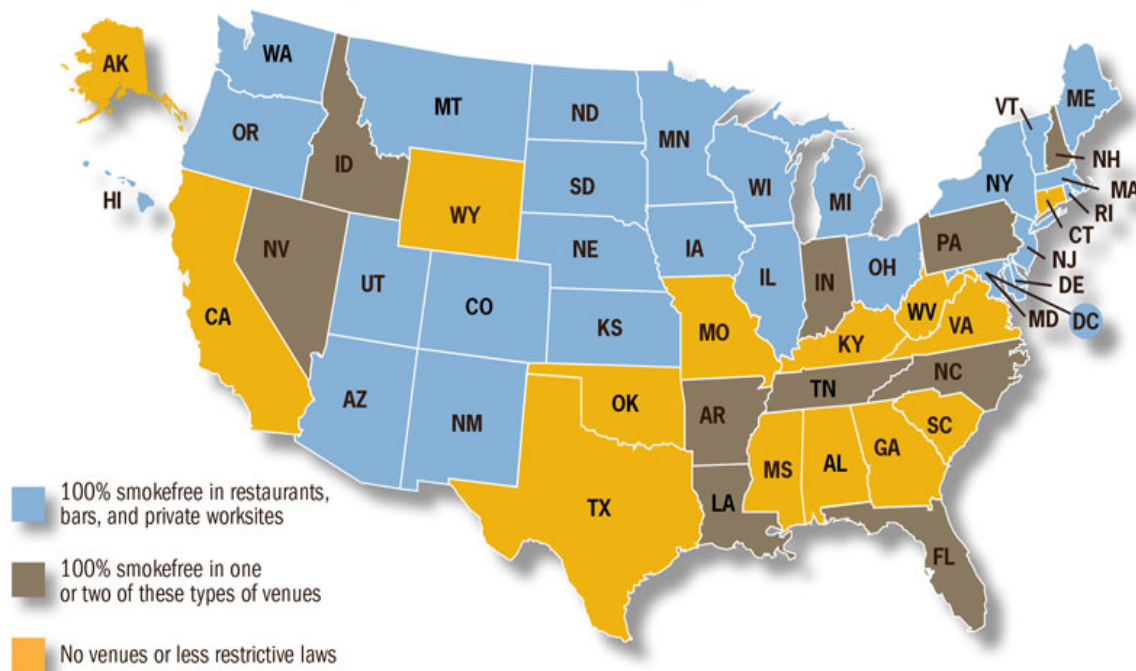 AK
WA
MT
ND
MN
VT
ME
OR
ID
SD
WI
MI
NY
NH
MA
HI
WY
RI
CT
NV
NE
IA
PA
NJ
UT
CO
IL
IN
OH
DE
CA
KS
MO
WV
VA
MD
DC
KY
AZ
NM
OK
AR
TN
NC
SC
MS
AL
GA
TX
LA
FL
100% smokefree in restaurants,
bars, and private worksites
100% smokefree in one
or two of these types of venues
No venues or less restrictive laws